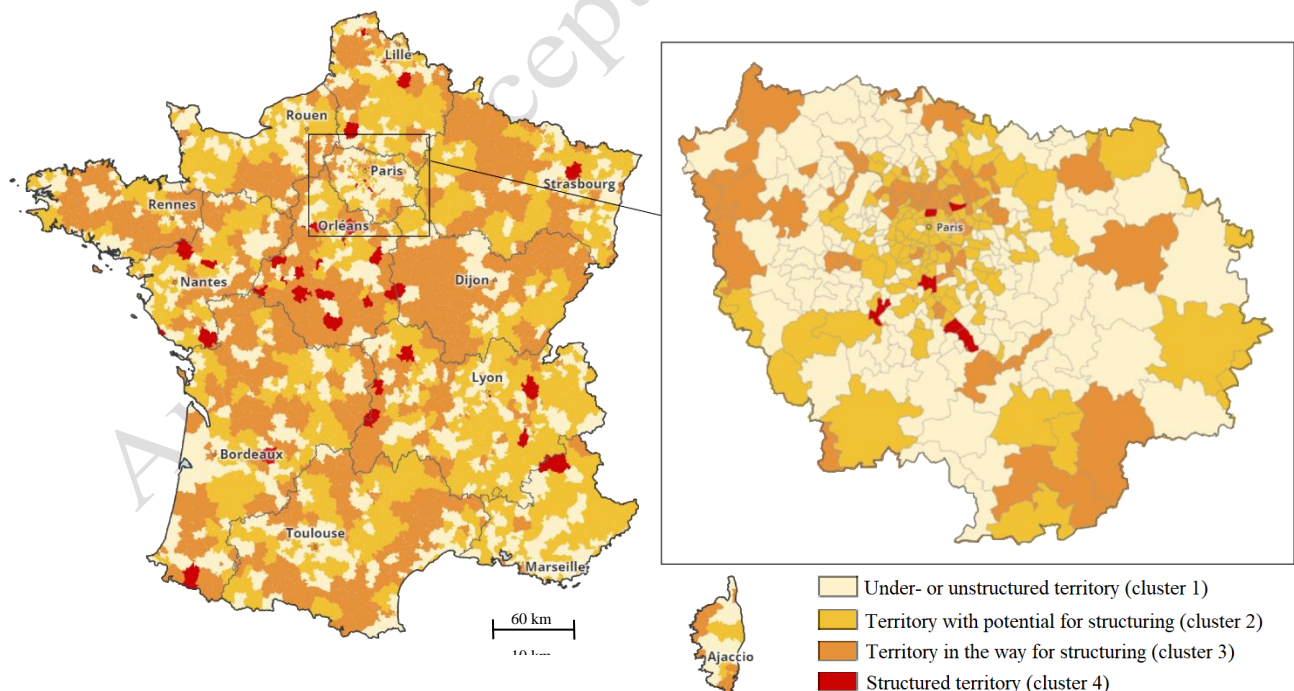 Lille
Rouen
Paris
Strasbourg
Rennes
Orléans
Nantes
Dijon
Lyon
Bordeaux
Toulouse
Marseille
Paris
60 km
10 km
Ajaccio
Under- or unstructured territory (cluster 1)
Territory with potential for structuring (cluster 2)
Territory in the way for structuring (cluster 3)
Structured territory (cluster 4)